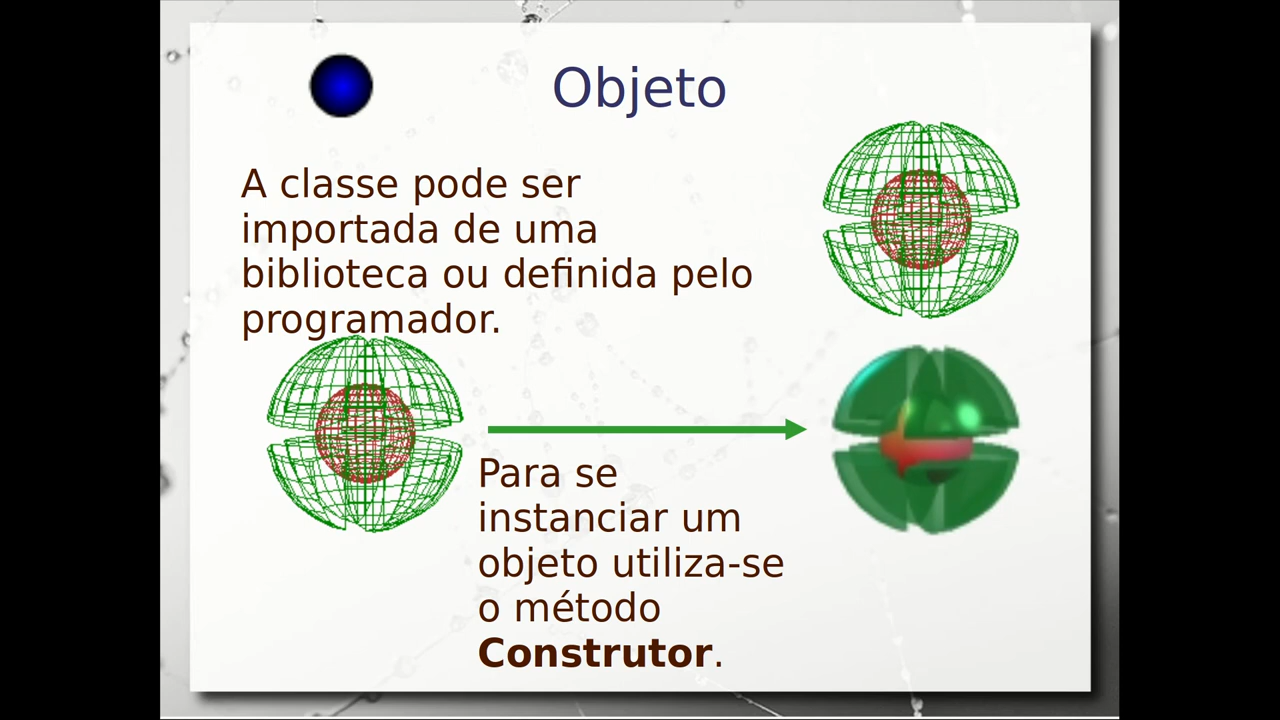 Objeto
A classe pode ser
importada de uma
biblioteca ou definida pelo
programador.
Para se
instanciar um
objeto utiliza-se
o método
Construtor.